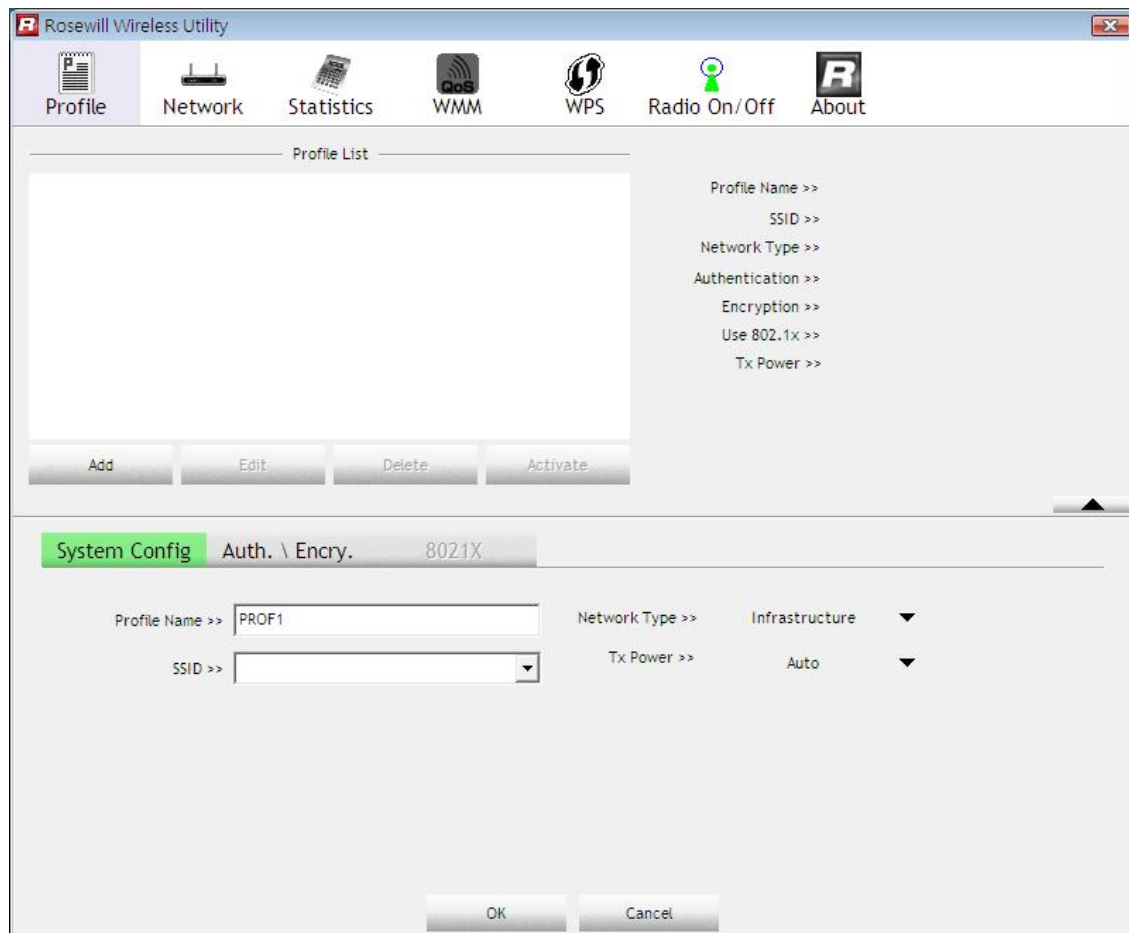 R Rosewill Wireless Utility
P
QoS
R
Profile Network Statistics WMM WPS Radio On/Off About
Profile List
Profile Name >>
SSID >>
Network Type >>
Authentication >>
Encryption >>
Use 802.1x >>
Tx Power >>
Add Edit Delete Activate
System Config Auth. \ Encry. 8021X
Profile Name >> PROF1 Network Type >> Infrastructure
SSID >> Tx Power >> Auto
OK Cancel